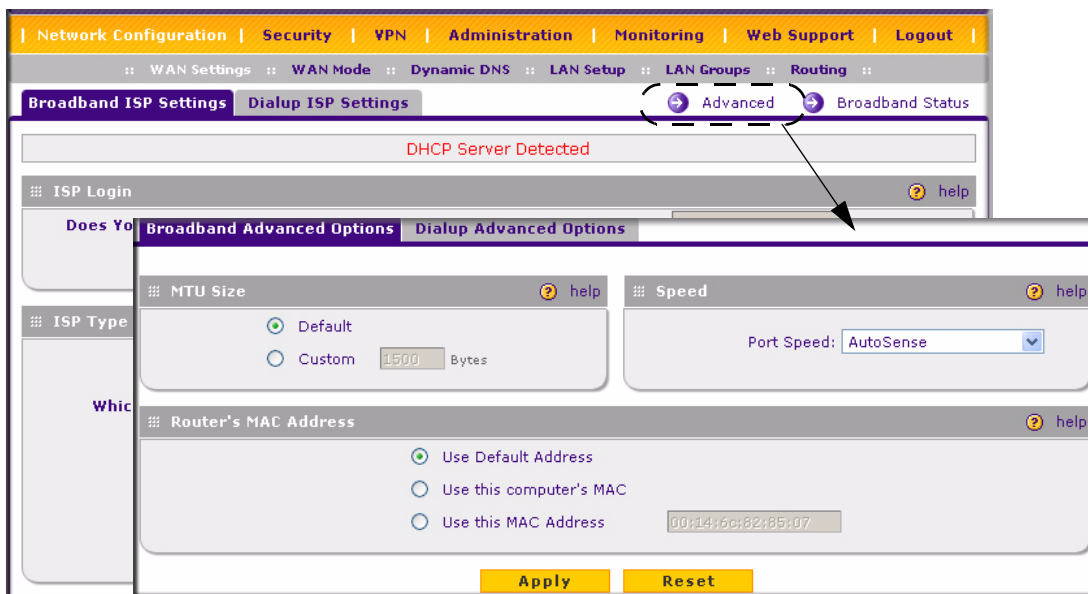 | Network Configuration | Security | VPN | Administration | Monitoring | Web Support | Logout |
:: WAN Settings :: WAN Mode :: Dynamic DNS :: LAN Setup :: LAN Groups :: Routing ::
Broadband ISP Settings Dialup ISP Settings Advanced Broadband Status
DHCP Server Detected
ISP Login help
Does Yo
ISP Type
Whic
Broadband Advanced Options Dialup Advanced Options
MTU Size help
Default
Custom 1500 Bytes
Speed help
Port Speed: AutoSense
Router's MAC Address help
Use Default Address
Use this computer's MAC
Use this MAC Address 00:14:6c:82:85:07
Apply Reset